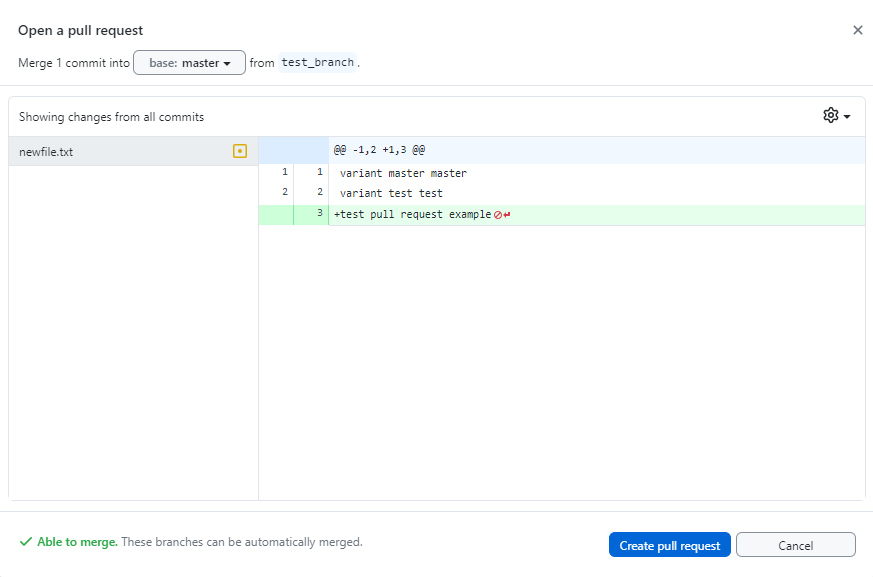 Open a pull request
Merge 1 commit into base: master from test_branch.
Showing changes from all commits
newfile.txt
@@ -1,2 +1,3 @@
1 1 variant master master
2 2 variant test test
3 +test pull request example
Able to merge. These branches can be automatically merged.
Create pull request
Cancel